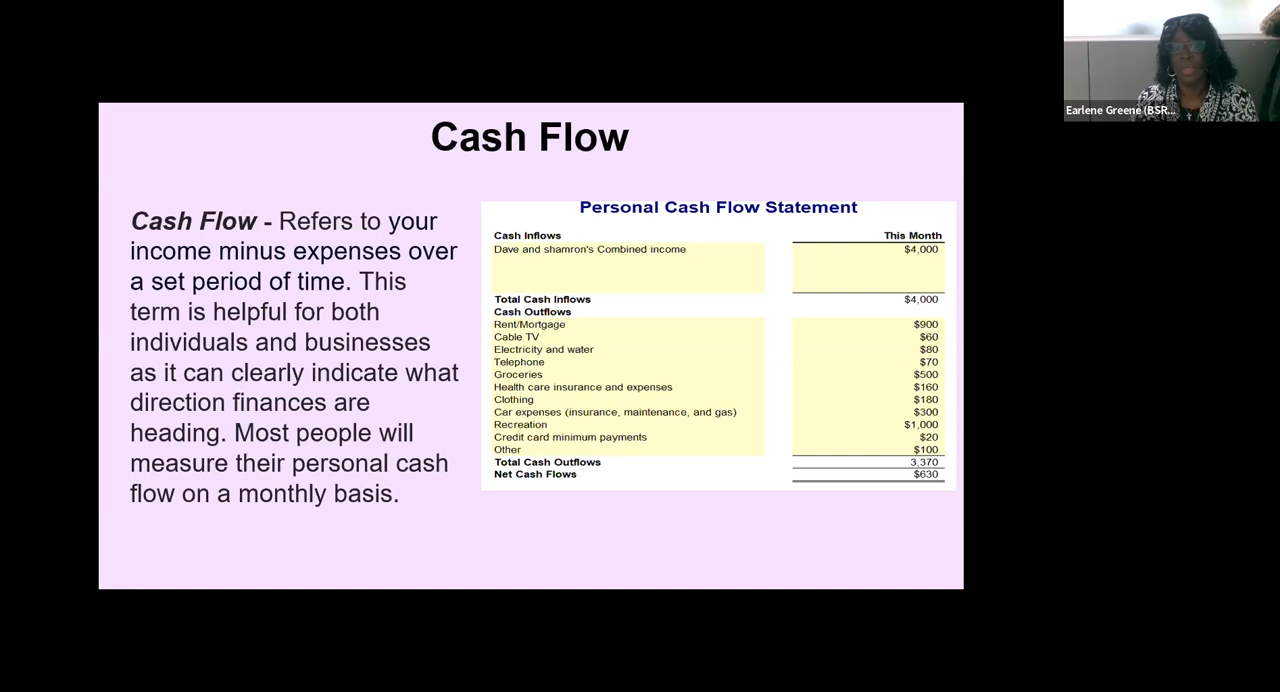 Cash Flow
Cash Flow - Refers to your
income minus expenses over
a set period of time. This
term is helpful for both
individuals and businesses
as it can clearly indicate what
direction finances are
heading. Most people will
measure their personal cash
flow on a monthly basis.
Personal Cash Flow Statement
Cash Inflows This Month
Dave and shamron's Combined income $4,000
Total Cash Inflows $4,000
Cash Outflows
Rent/Mortgage $900
Cable TV $60
Electricity and water $80
Telephone $70
Groceries $500
Health care insurance and expenses $160
Clothing $180
Car expenses (insurance, maintenance, and gas) $300
Recreation $1,000
Credit card minimum payments $20
Other $100
Total Cash Outflows 3,370
Net Cash Flows $630
Earlene Greene (BSR...